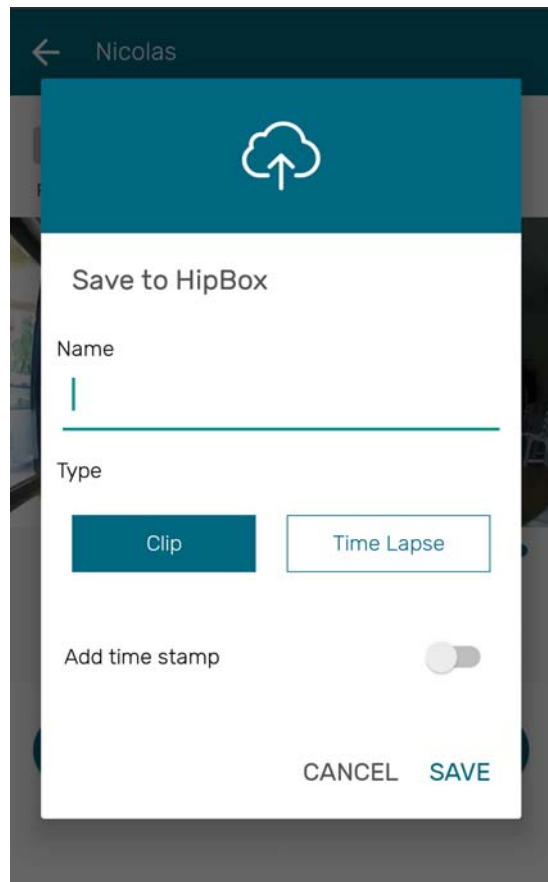 Nicolas
Save to HipBox
Name
Type
Clip
Time Lapse
Add time stamp
CANCEL SAVE